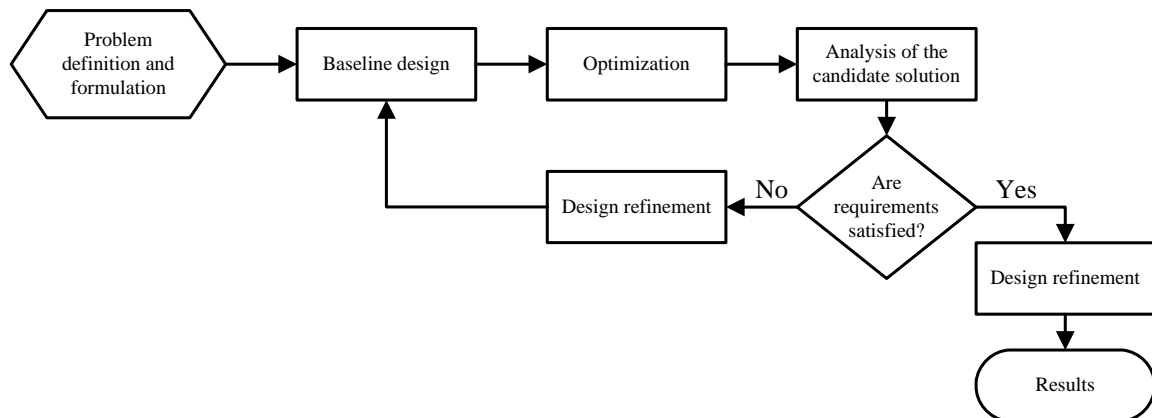 Problem
definition and
formulation
Baseline design
Optimization
Analysis of the
candidate solution
Are
requirements
satisfied?
No
Yes
Design refinement
Design refinement
Results